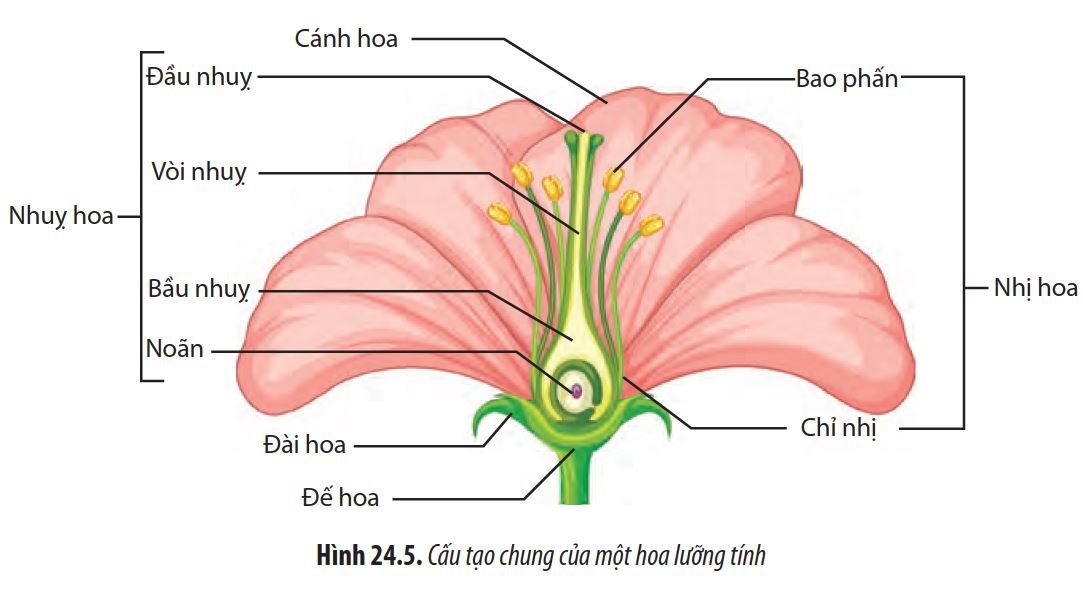 Cánh hoa
Đầu nhuỵ
Bao phấn
Vòi nhuỵ
Nhuỵ hoa
Bầu nhuỵ
Nhị hoa
Noãn
Chỉ nhị
Đài hoa
Đế hoa
Hình 24.5. Cấu tạo chung của một hoa lưỡng tính